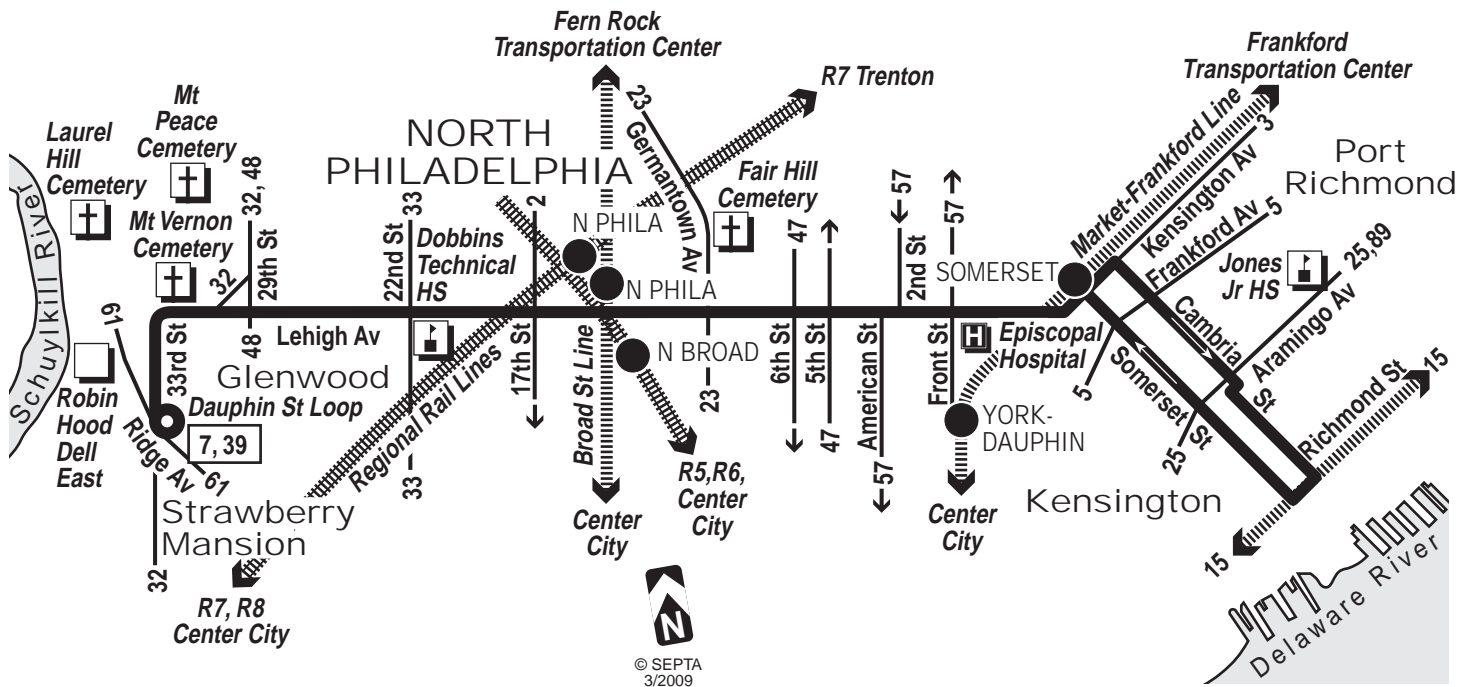 Fern Rock
Transportation Center
Frankford
Transportation Center
R7 Trenton
Mt
Peace
Cemetery
Laurel
Hill
Cemetery
Mt Vernon
Cemetery
NORTH
PHILADELPHIA
Port
Richmond
Fair Hill
Cemetery
Schuylkill River
32, 48
29th St
32
48
33
22nd St
33
Dobbins
Technical
HS
2
17th St
N PHILA
N PHILA
N BROAD
23
Germantown Av
23
47
6th St
47
5th St
57
2nd St
57
Front St
American St
57
SOMERSET
Market-Frankford Line
3
Kensington Av
Frankford Av
5
5
Jones
Jr HS
25,89
Aramingo Av
25
Cambria
St
Somerset St
Richmond St
15
15
Episcopal
Hospital
H
YORK-
DAUPHIN
61
33rd St
Lehigh Av
Glenwood
Dauphin St Loop
7, 39
Robin
Hood
Dell
East
Ridge Av
61
32
Strawberry
Mansion
Regional Rail Lines
Broad St Line
R7, R8
Center City
Center
City
R5,R6,
Center
City
Center
City
Kensington
Delaware River
N
© SEPTA
3/2009